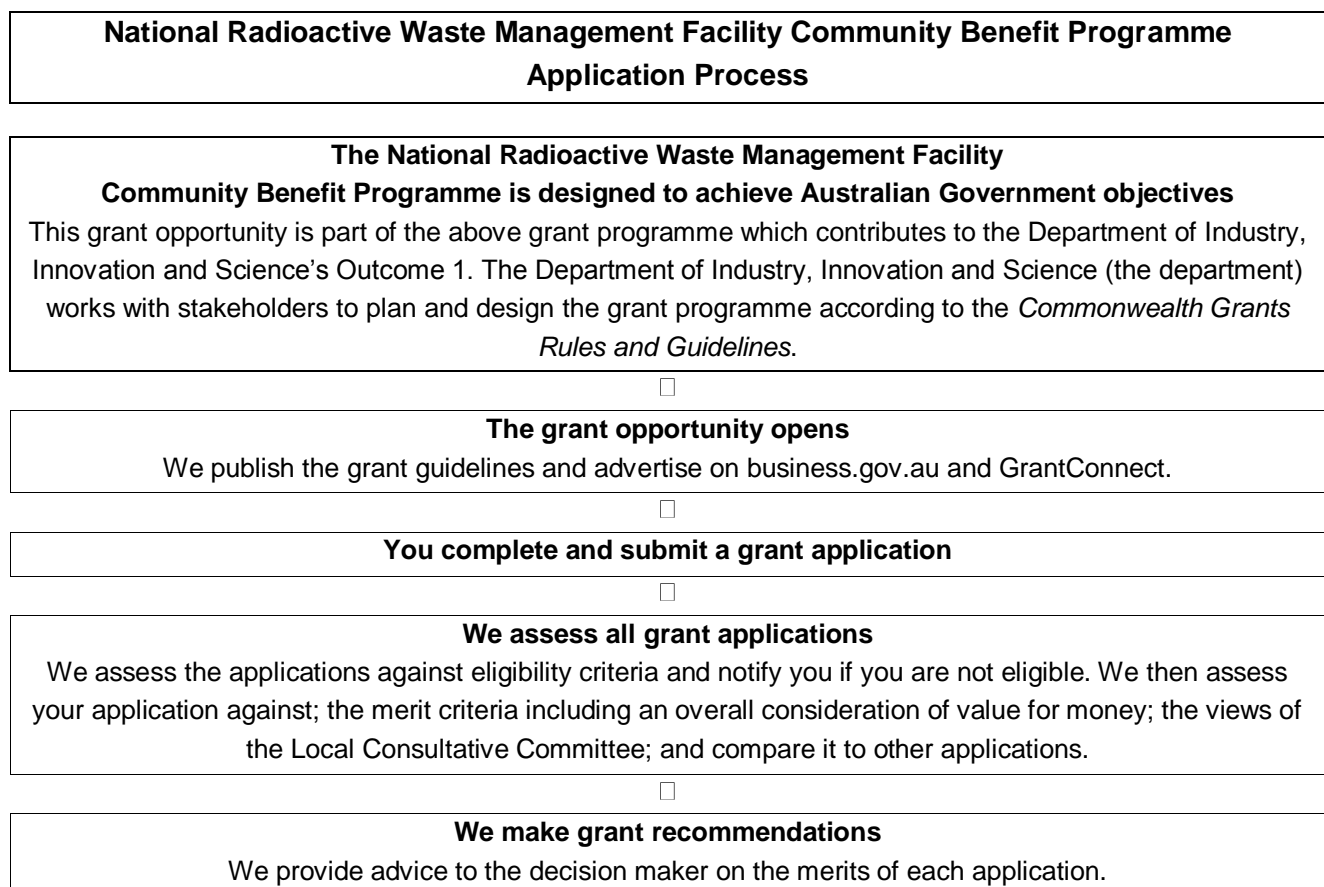 National Radioactive Waste Management Facility Community Benefit Programme
Application Process
The National Radioactive Waste Management Facility
Community Benefit Programme is designed to achieve Australian Government objectives
This grant opportunity is part of the above grant programme which contributes to the Department of Industry,
Innovation and Science’s Outcome 1. The Department of Industry, Innovation and Science (the department)
works with stakeholders to plan and design the grant programme according to the Commonwealth Grants
Rules and Guidelines.
The grant opportunity opens
We publish the grant guidelines and advertise on business.gov.au and GrantConnect.
You complete and submit a grant application
We assess all grant applications
We assess the applications against eligibility criteria and notify you if you are not eligible. We then assess
your application against; the merit criteria including an overall consideration of value for money; the views of
the Local Consultative Committee; and compare it to other applications.
We make grant recommendations
We provide advice to the decision maker on the merits of each application.